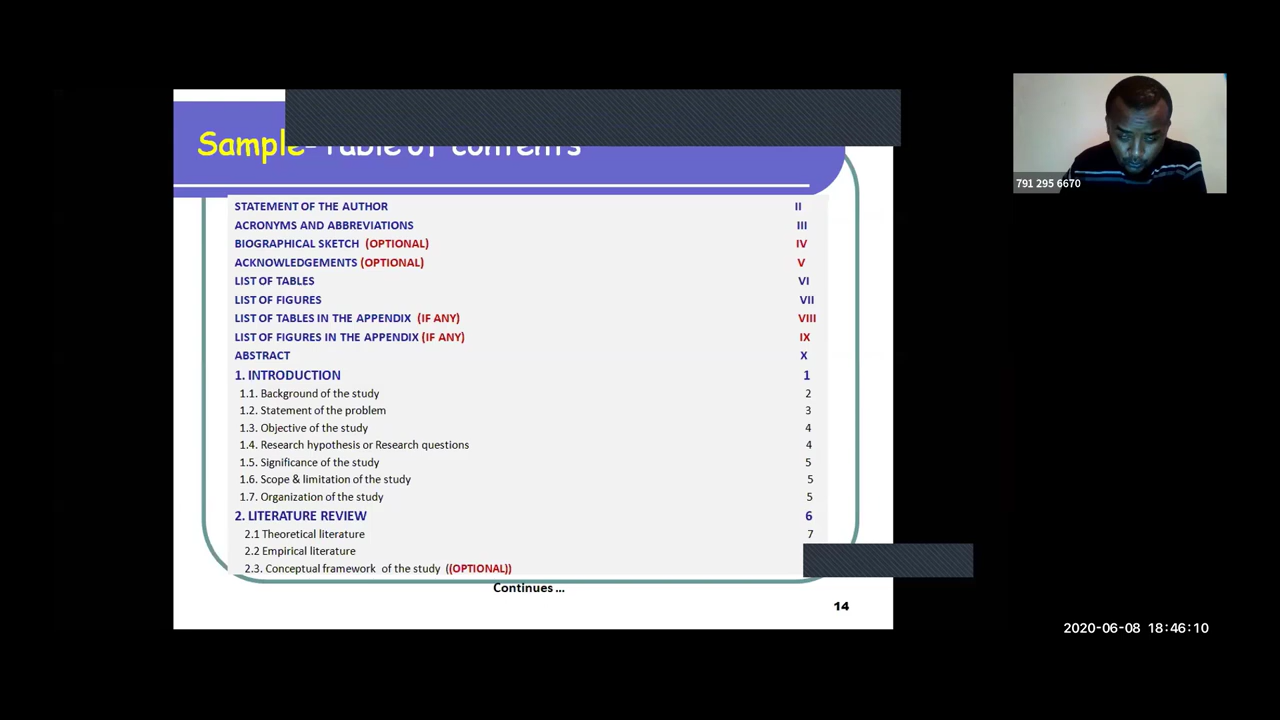 Sample- Table of contents
STATEMENT OF THE AUTHOR II
ACRONYMS AND ABBREVIATIONS III
BIOGRAPHICAL SKETCH (OPTIONAL) IV
ACKNOWLEDGEMENTS (OPTIONAL) V
LIST OF TABLES VI
LIST OF FIGURES VII
LIST OF TABLES IN THE APPENDIX (IF ANY) VIII
LIST OF FIGURES IN THE APPENDIX (IF ANY) IX
ABSTRACT X
1. INTRODUCTION 1
1.1. Background of the study 2
1.2. Statement of the problem 3
1.3. Objective of the study 4
1.4. Research hypothesis or Research questions 4
1.5. Significance of the study 5
1.6. Scope & limitation of the study 5
1.7. Organization of the study 5
2. LITERATURE REVIEW 6
2.1 Theoretical literature 7
2.2 Empirical literature
2.3. Conceptual framework of the study ((OPTIONAL))
Continues ...
14
791 295 6670
2020-06-08 18:46:10